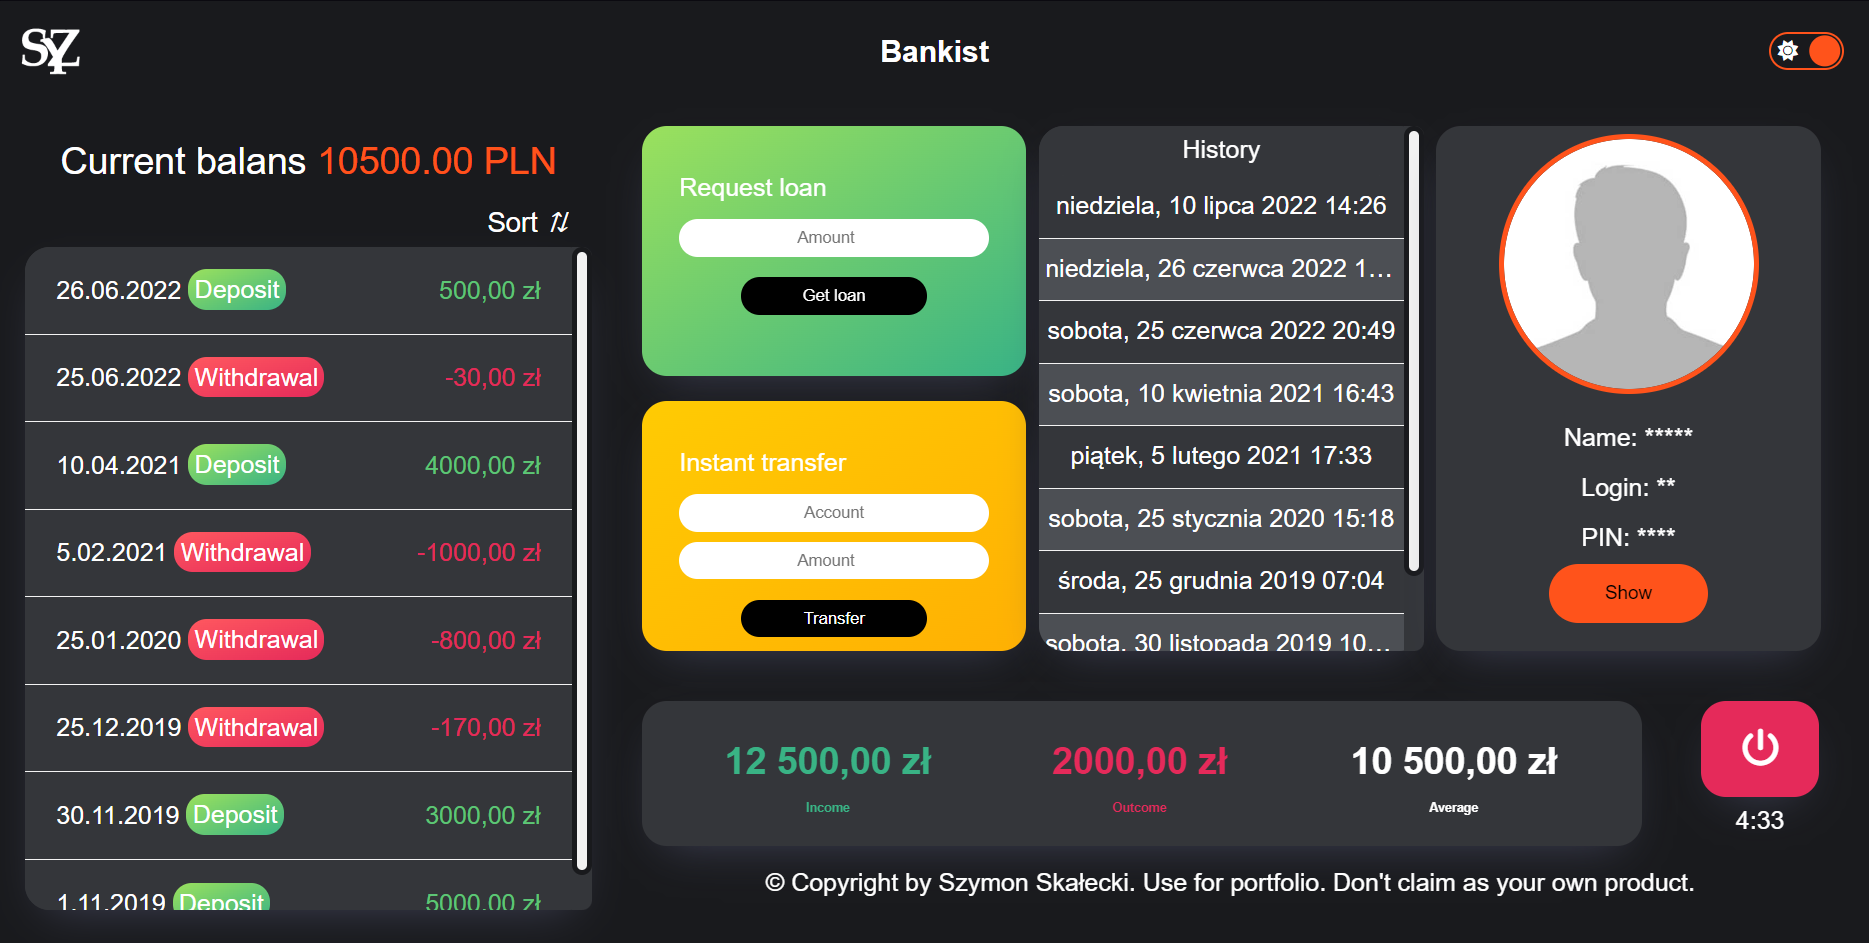 SYZ
Bankist
Current balans 10500.00 PLN
Sort
26.06.2022 Deposit 500,00 zł
25.06.2022 Withdrawal -30,00 zł
10.04.2021 Deposit 4000,00 zł
5.02.2021 Withdrawal -1000,00 zł
25.01.2020 Withdrawal -800,00 zł
25.12.2019 Withdrawal -170,00 zł
30.11.2019 Deposit 3000,00 zł
1.11.2019 Deposit 5000,00 zł
Request loan
Amount
Get loan
Instant transfer
Account
Amount
Transfer
History
niedziela, 10 lipca 2022 14:26
niedziela, 26 czerwca 2022 1...
sobota, 25 czerwca 2022 20:49
sobota, 10 kwietnia 2021 16:43
piątek, 5 lutego 2021 17:33
sobota, 25 stycznia 2020 15:18
środa, 25 grudnia 2019 07:04
sobota, 30 listopada 2019 10...
Name: *****
Login: **
PIN: ****
Show
12 500,00 zł
Income
2000,00 zł
Outcome
10 500,00 zł
Average
4:33
© Copyright by Szymon Skałecki. Use for portfolio. Don't claim as your own product.